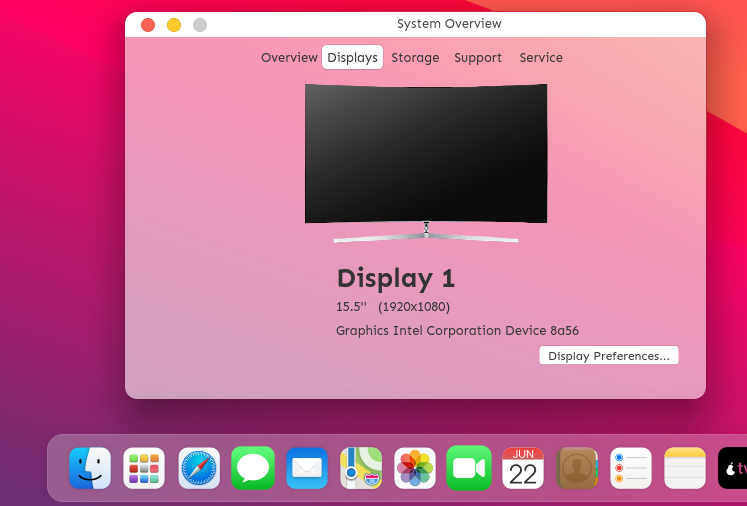 System Overview
Overview Displays Storage Support Service
Display 1
15.5'' (1920x1080)
Graphics Intel Corporation Device 8a56
Display Preferences...
JUN
22
tv